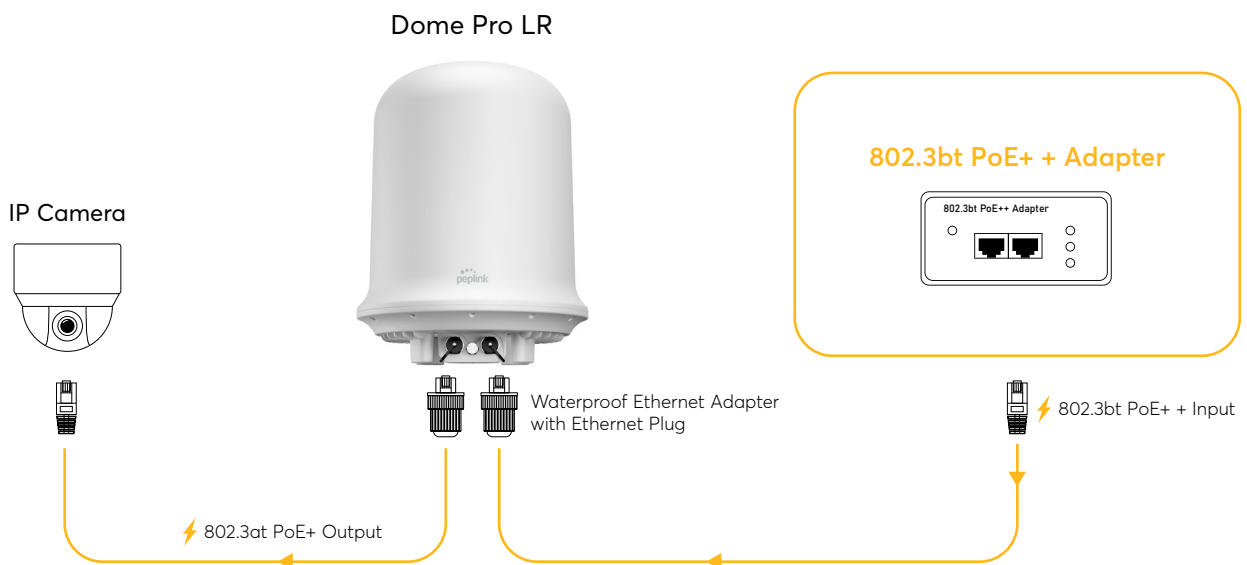 Dome Pro LR
802.3bt PoE+ + Adapter
802.3bt PoE++ Adapter
IP Camera
peplink
Waterproof Ethernet Adapter
with Ethernet Plug
802.3bt PoE+ + Input
802.3at PoE+ Output